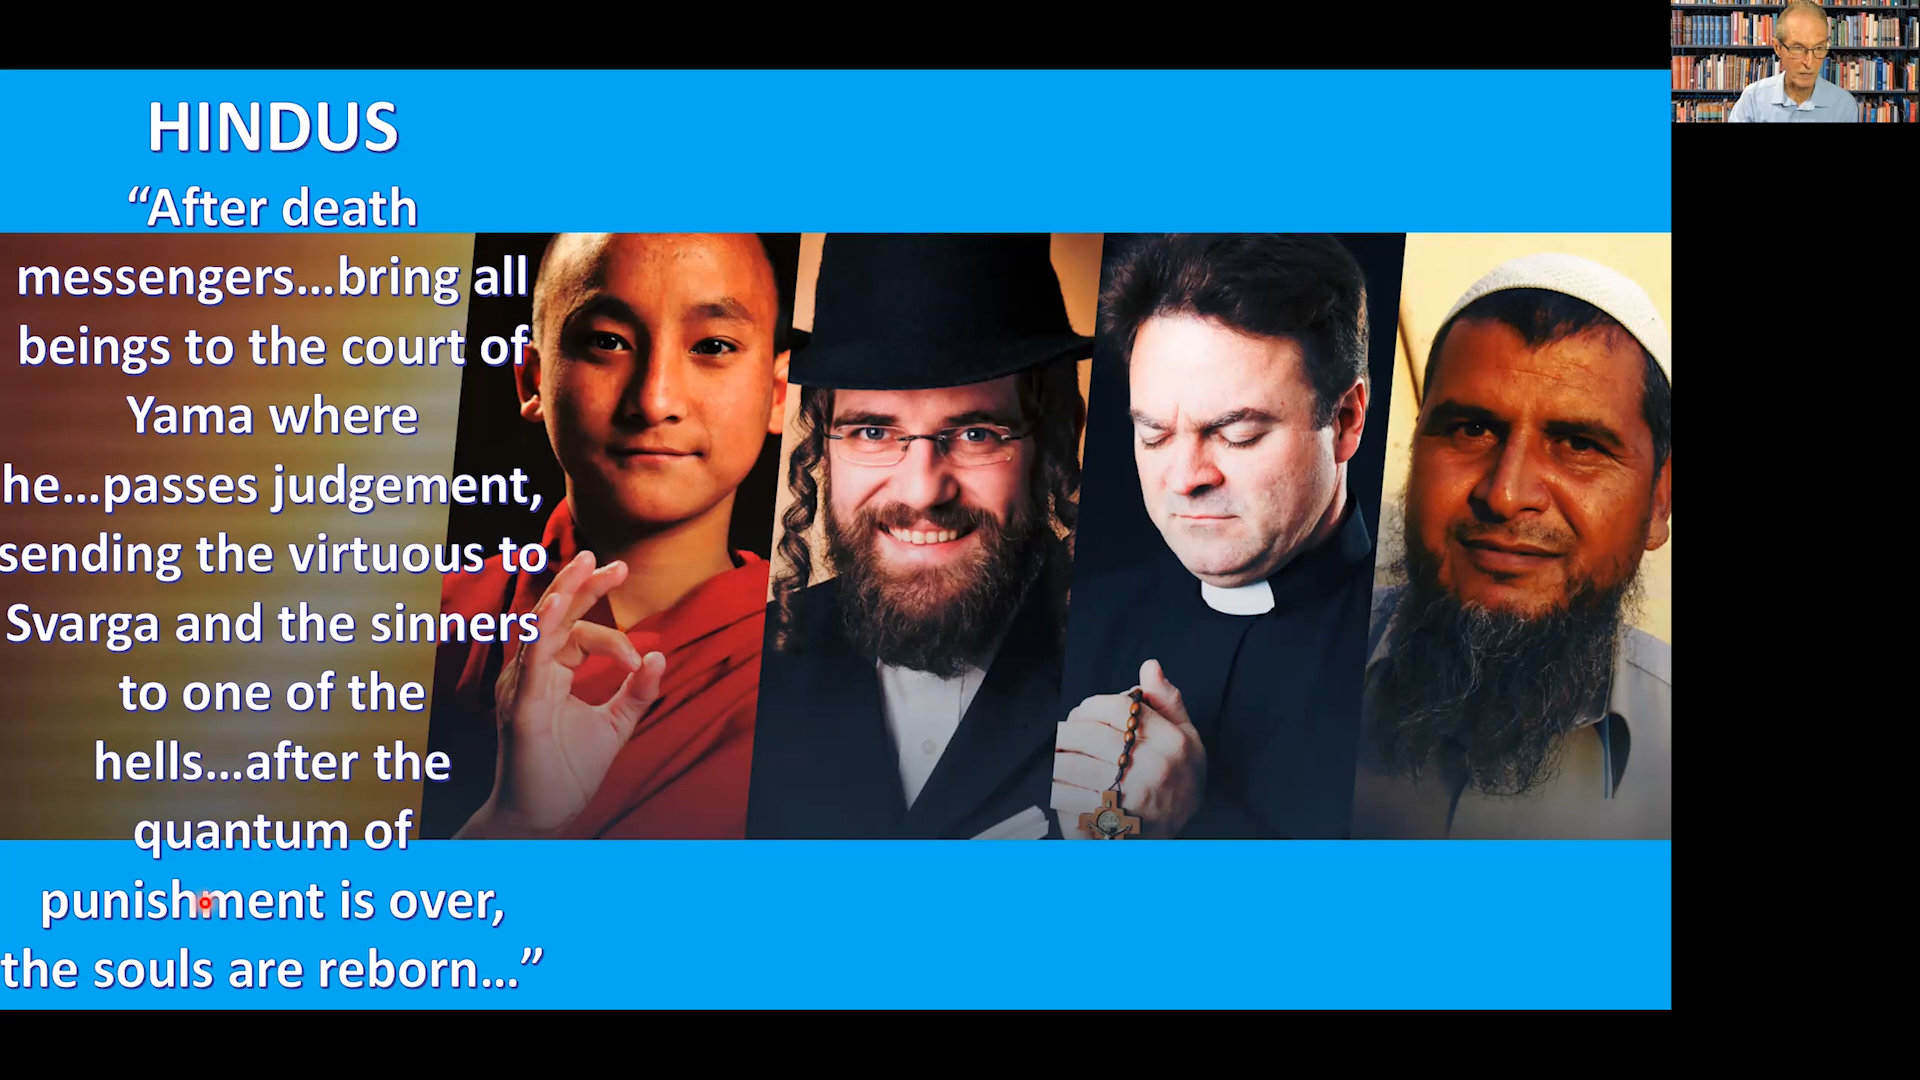 HINDUS
“After death
messengers...bring all
beings to the court of
Yama where
he...passes judgement,
sending the virtuous to
Svarga and the sinners
to one of the
hells...after the
quantum of
punishment is over,
the souls are reborn...”